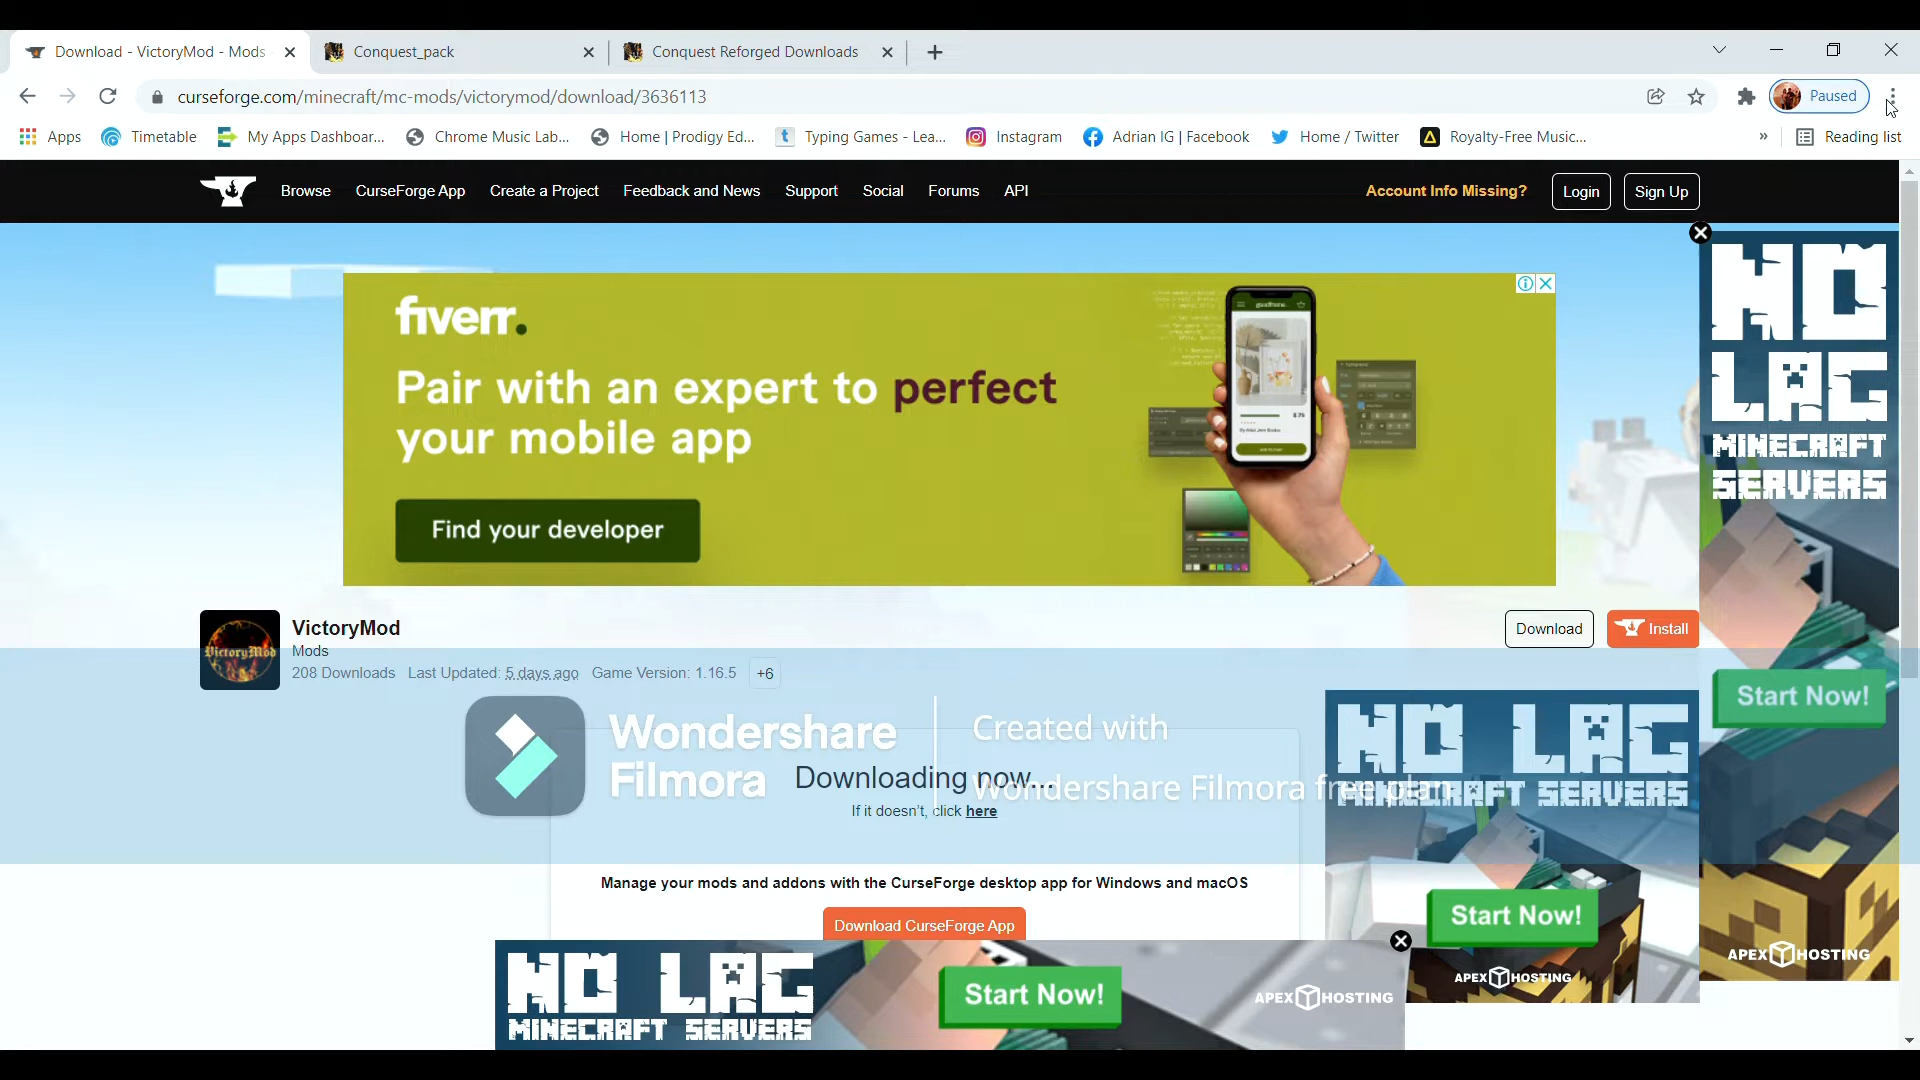 Download - VictoryMod - Mods
Conquest_pack
Conquest Reforged Downloads
curseforge.com/minecraft/mc-mods/victorymod/download/3636113
Paused
Apps
Timetable
My Apps Dashboar...
Chrome Music Lab...
Home | Prodigy Ed...
Typing Games - Lea...
Instagram
Adrian IG | Facebook
Home / Twitter
Royalty-Free Music...
»
Reading list
Browse
CurseForge App
Create a Project
Feedback and News
Support
Social
Forums
API
Account Info Missing?
Login
Sign Up
fiverr.
Pair with an expert to perfect
your mobile app
Find your developer
NO
LAG
MINECRAFT
SERVERS
Start Now!
APEX HOSTING
VictoryMod
VictoryMod
Mods
208 Downloads Last Updated: 5 days ago Game Version: 1.16.5 +6
Download
Install
Wondershare
Filmora
Created with
Wondershare Filmora free plan
Downloading now...
If it doesn't, click here
Manage your mods and addons with the CurseForge desktop app for Windows and macOS
Download CurseForge App
NO LAG
MINECRAFT SERVERS
Start Now!
APEX HOSTING
NO LAG
MINECRAFT SERVERS
Start Now!
APEX HOSTING